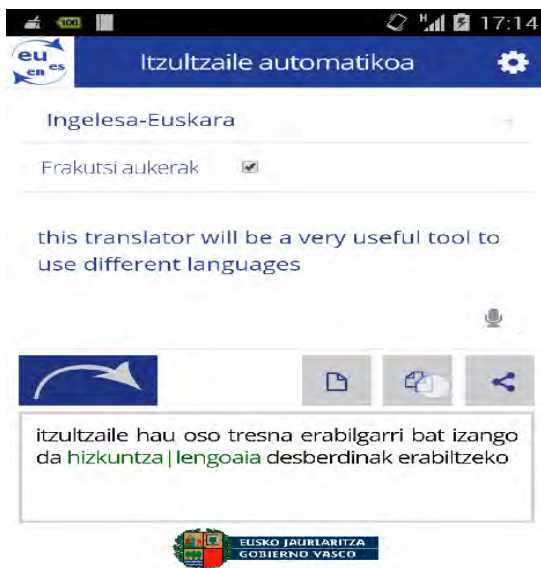 100 H 17:14
eu en es Itzultzaile automatikoa
Ingelesa-Euskara
Erakutsi aukerak
this translator will be a very useful tool to
use different languages
itzultzaile hau oso tresna erabilgarri bat izango
da hizkuntza|lengoaia desberdinak erabiltzeko
EUSKO JAURLARITZA
GOBIERNO VASCO